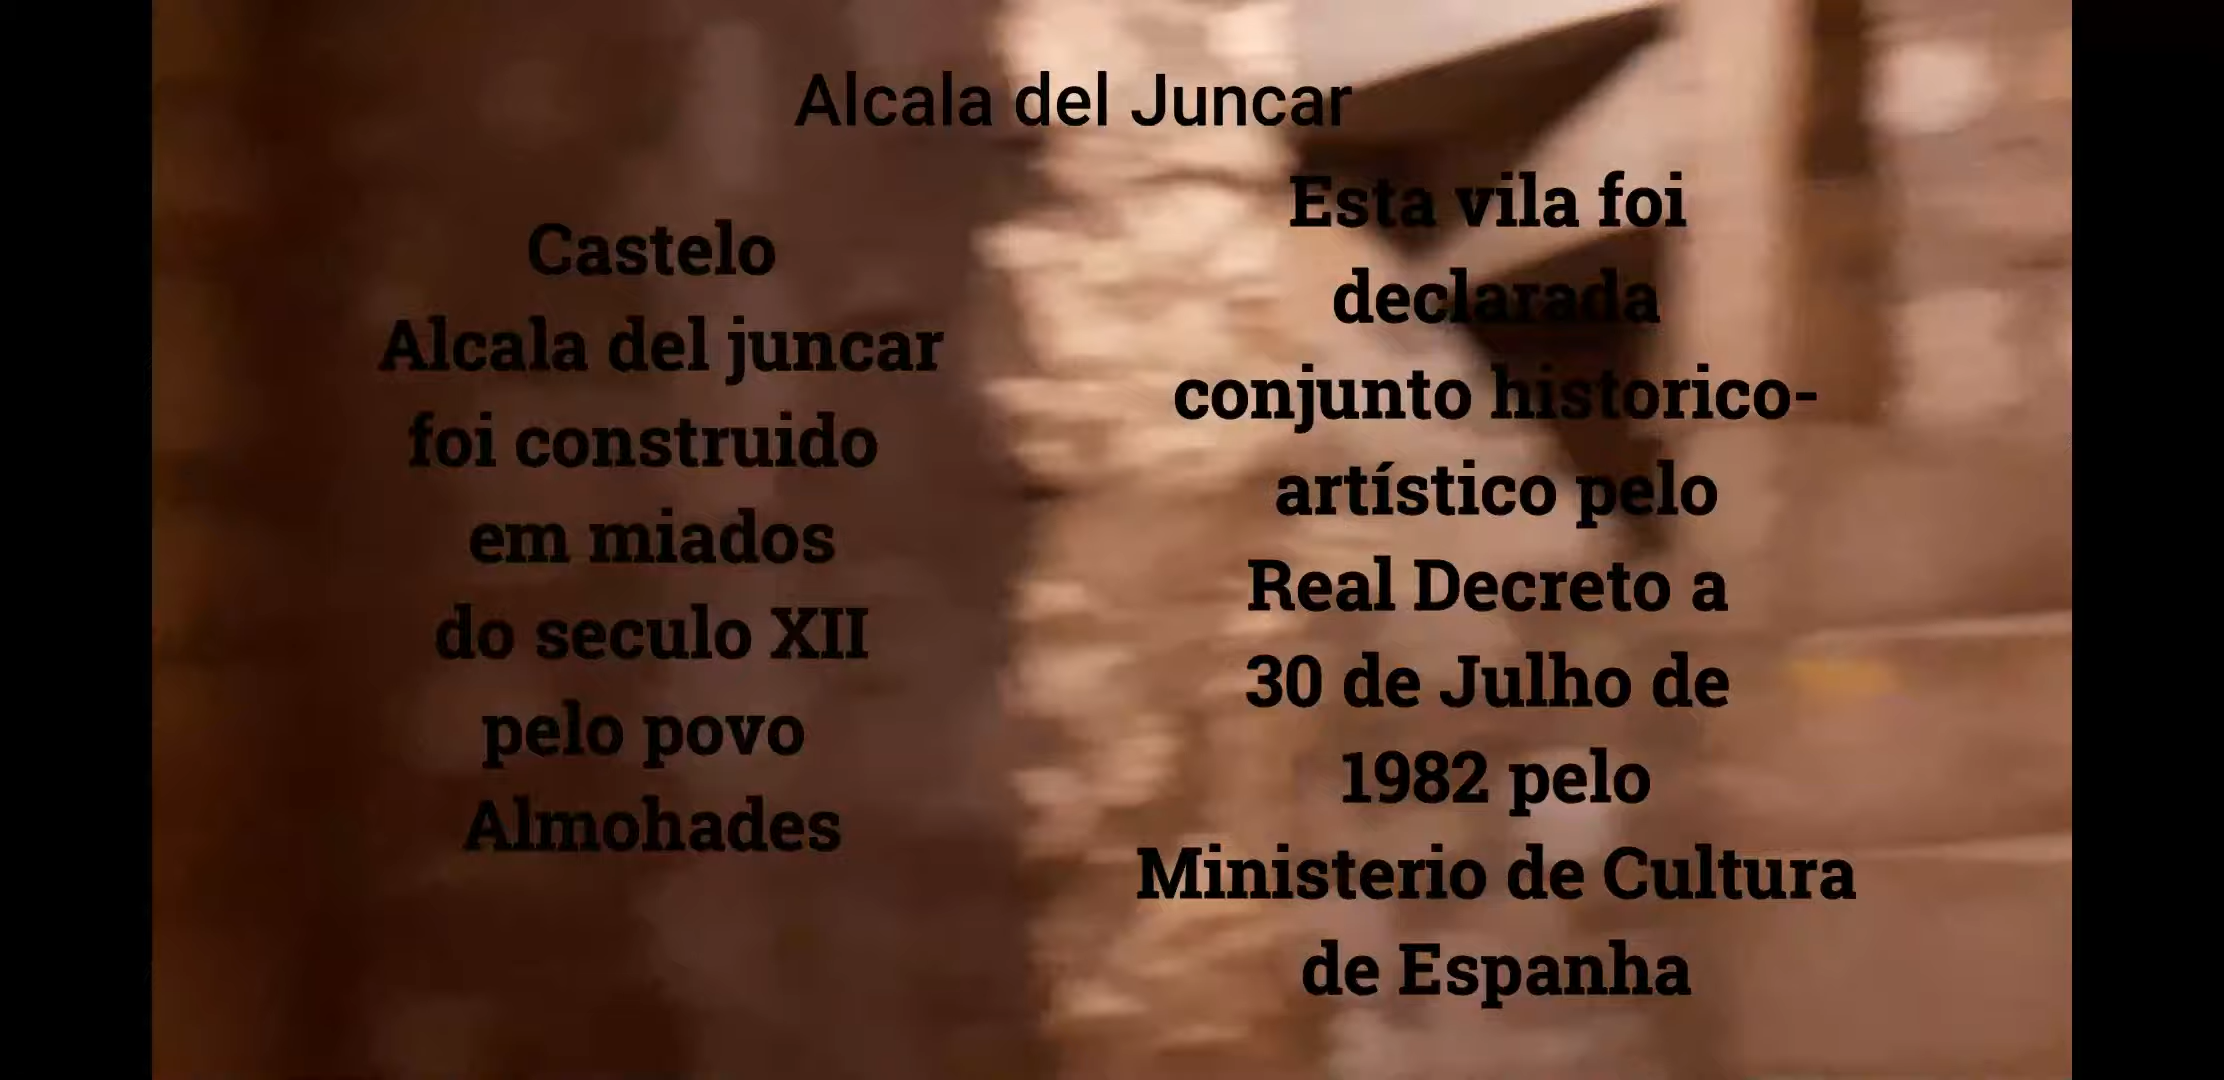 Alcala del Juncar
Castelo
Alcala del juncar
foi construido
em miados
do seculo XII
pelo povo
Almohades
Esta vila foi
declarada
conjunto historico-
artístico pelo
Real Decreto a
30 de Julho de
1982 pelo
Ministerio de Cultura
de Espanha